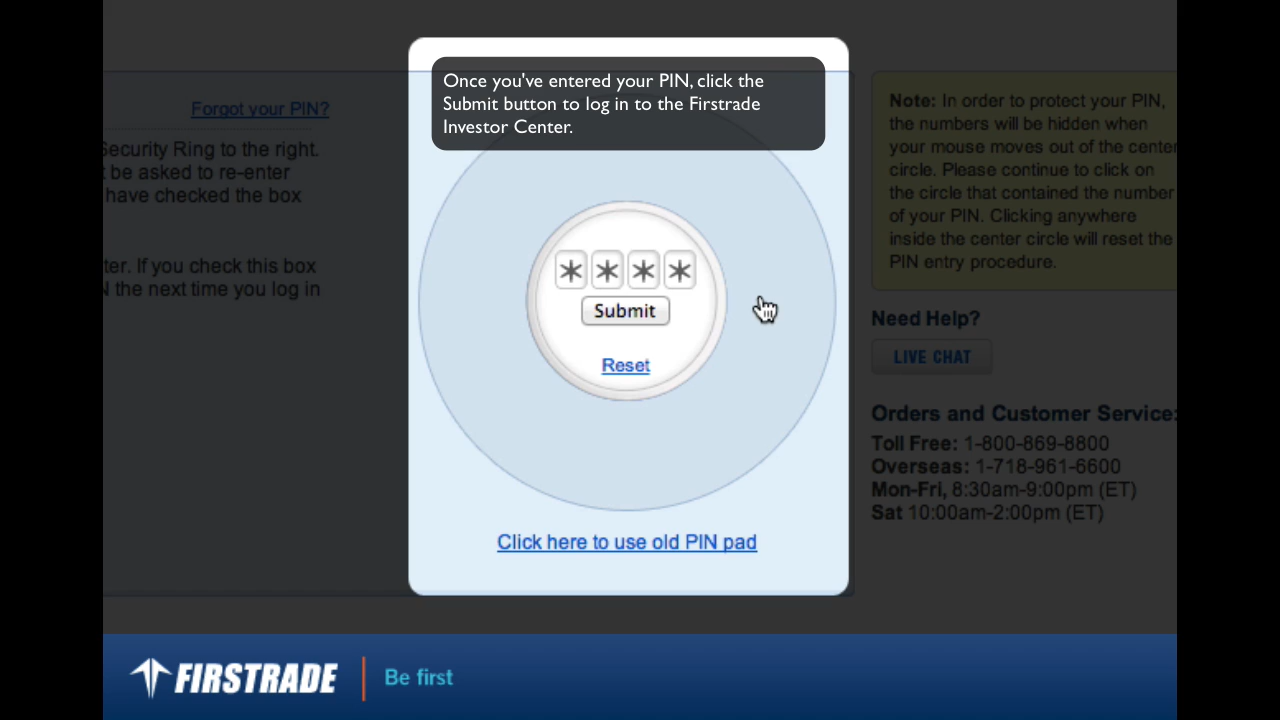 Once you've entered your PIN, click the
Submit button to log in to the Firstrade
Investor Center.
Forgot your PIN?
Security Ring to the right.
be asked to re-enter
have checked the box
ter. If you check this box
the next time you log in
* * * *
Submit
Reset
Click here to use old PIN pad
Note: In order to protect your PIN,
the numbers will be hidden when
your mouse moves out of the center
circle. Please continue to click on
the circle that contained the number
of your PIN. Clicking anywhere
inside the center circle will reset the
PIN entry procedure.
Need Help?
LIVE CHAT
Orders and Customer Service:
Toll Free: 1-800-869-8800
Overseas: 1-718-961-6600
Mon-Fri, 8:30am-9:00pm (ET)
Sat 10:00am-2:00pm (ET)
FIRSTRADE
Be first